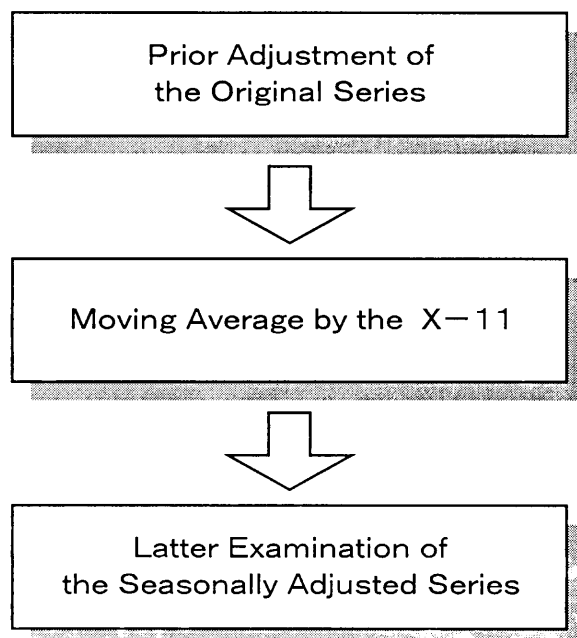 Prior Adjustment of
the Original Series
Moving Average by the X－11
Latter Examination of
the Seasonally Adjusted Series